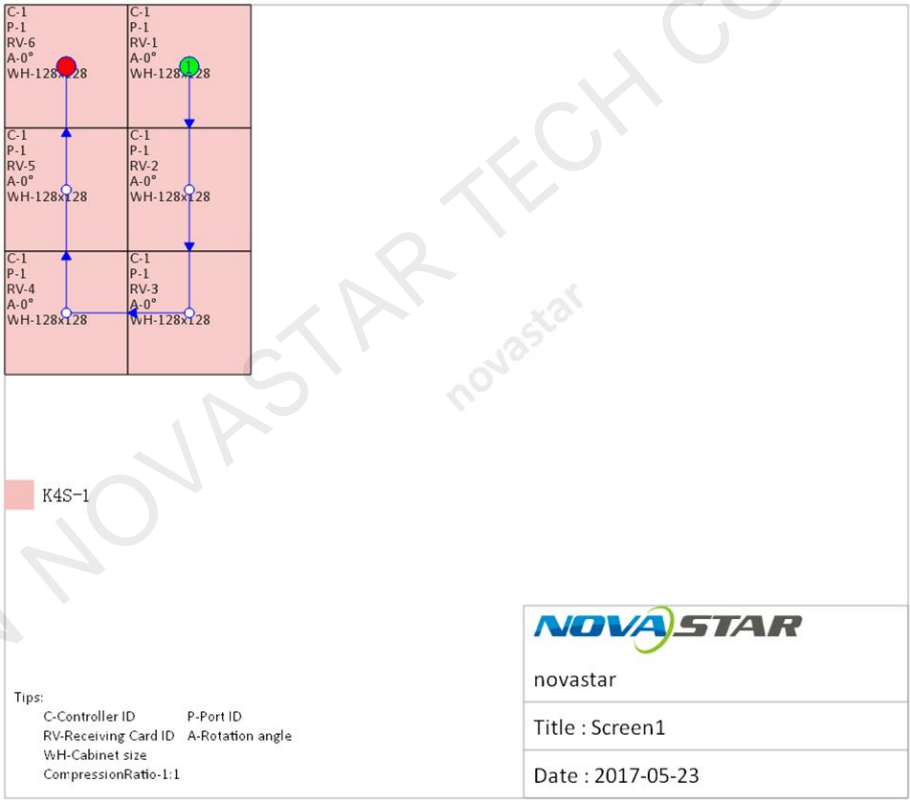 C-1
P-1
RV-6
A-0°
WH-128x128
C-1
P-1
RV-1
A-0°
WH-128x128
1
C-1
P-1
RV-5
A-0°
WH-128x128
C-1
P-1
RV-2
A-0°
WH-128x128
C-1
P-1
RV-4
A-0°
WH-128x128
C-1
P-1
RV-3
A-0°
WH-128x128
NOVASTAR TECH CO
novastar
K4S-1
NOVASTAR
novastar
Title : Screen1
Date : 2017-05-23
Tips:
C-Controller ID P-Port ID
RV-Receiving Card ID A-Rotation angle
WH-Cabinet size
CompressionRatio-1:1